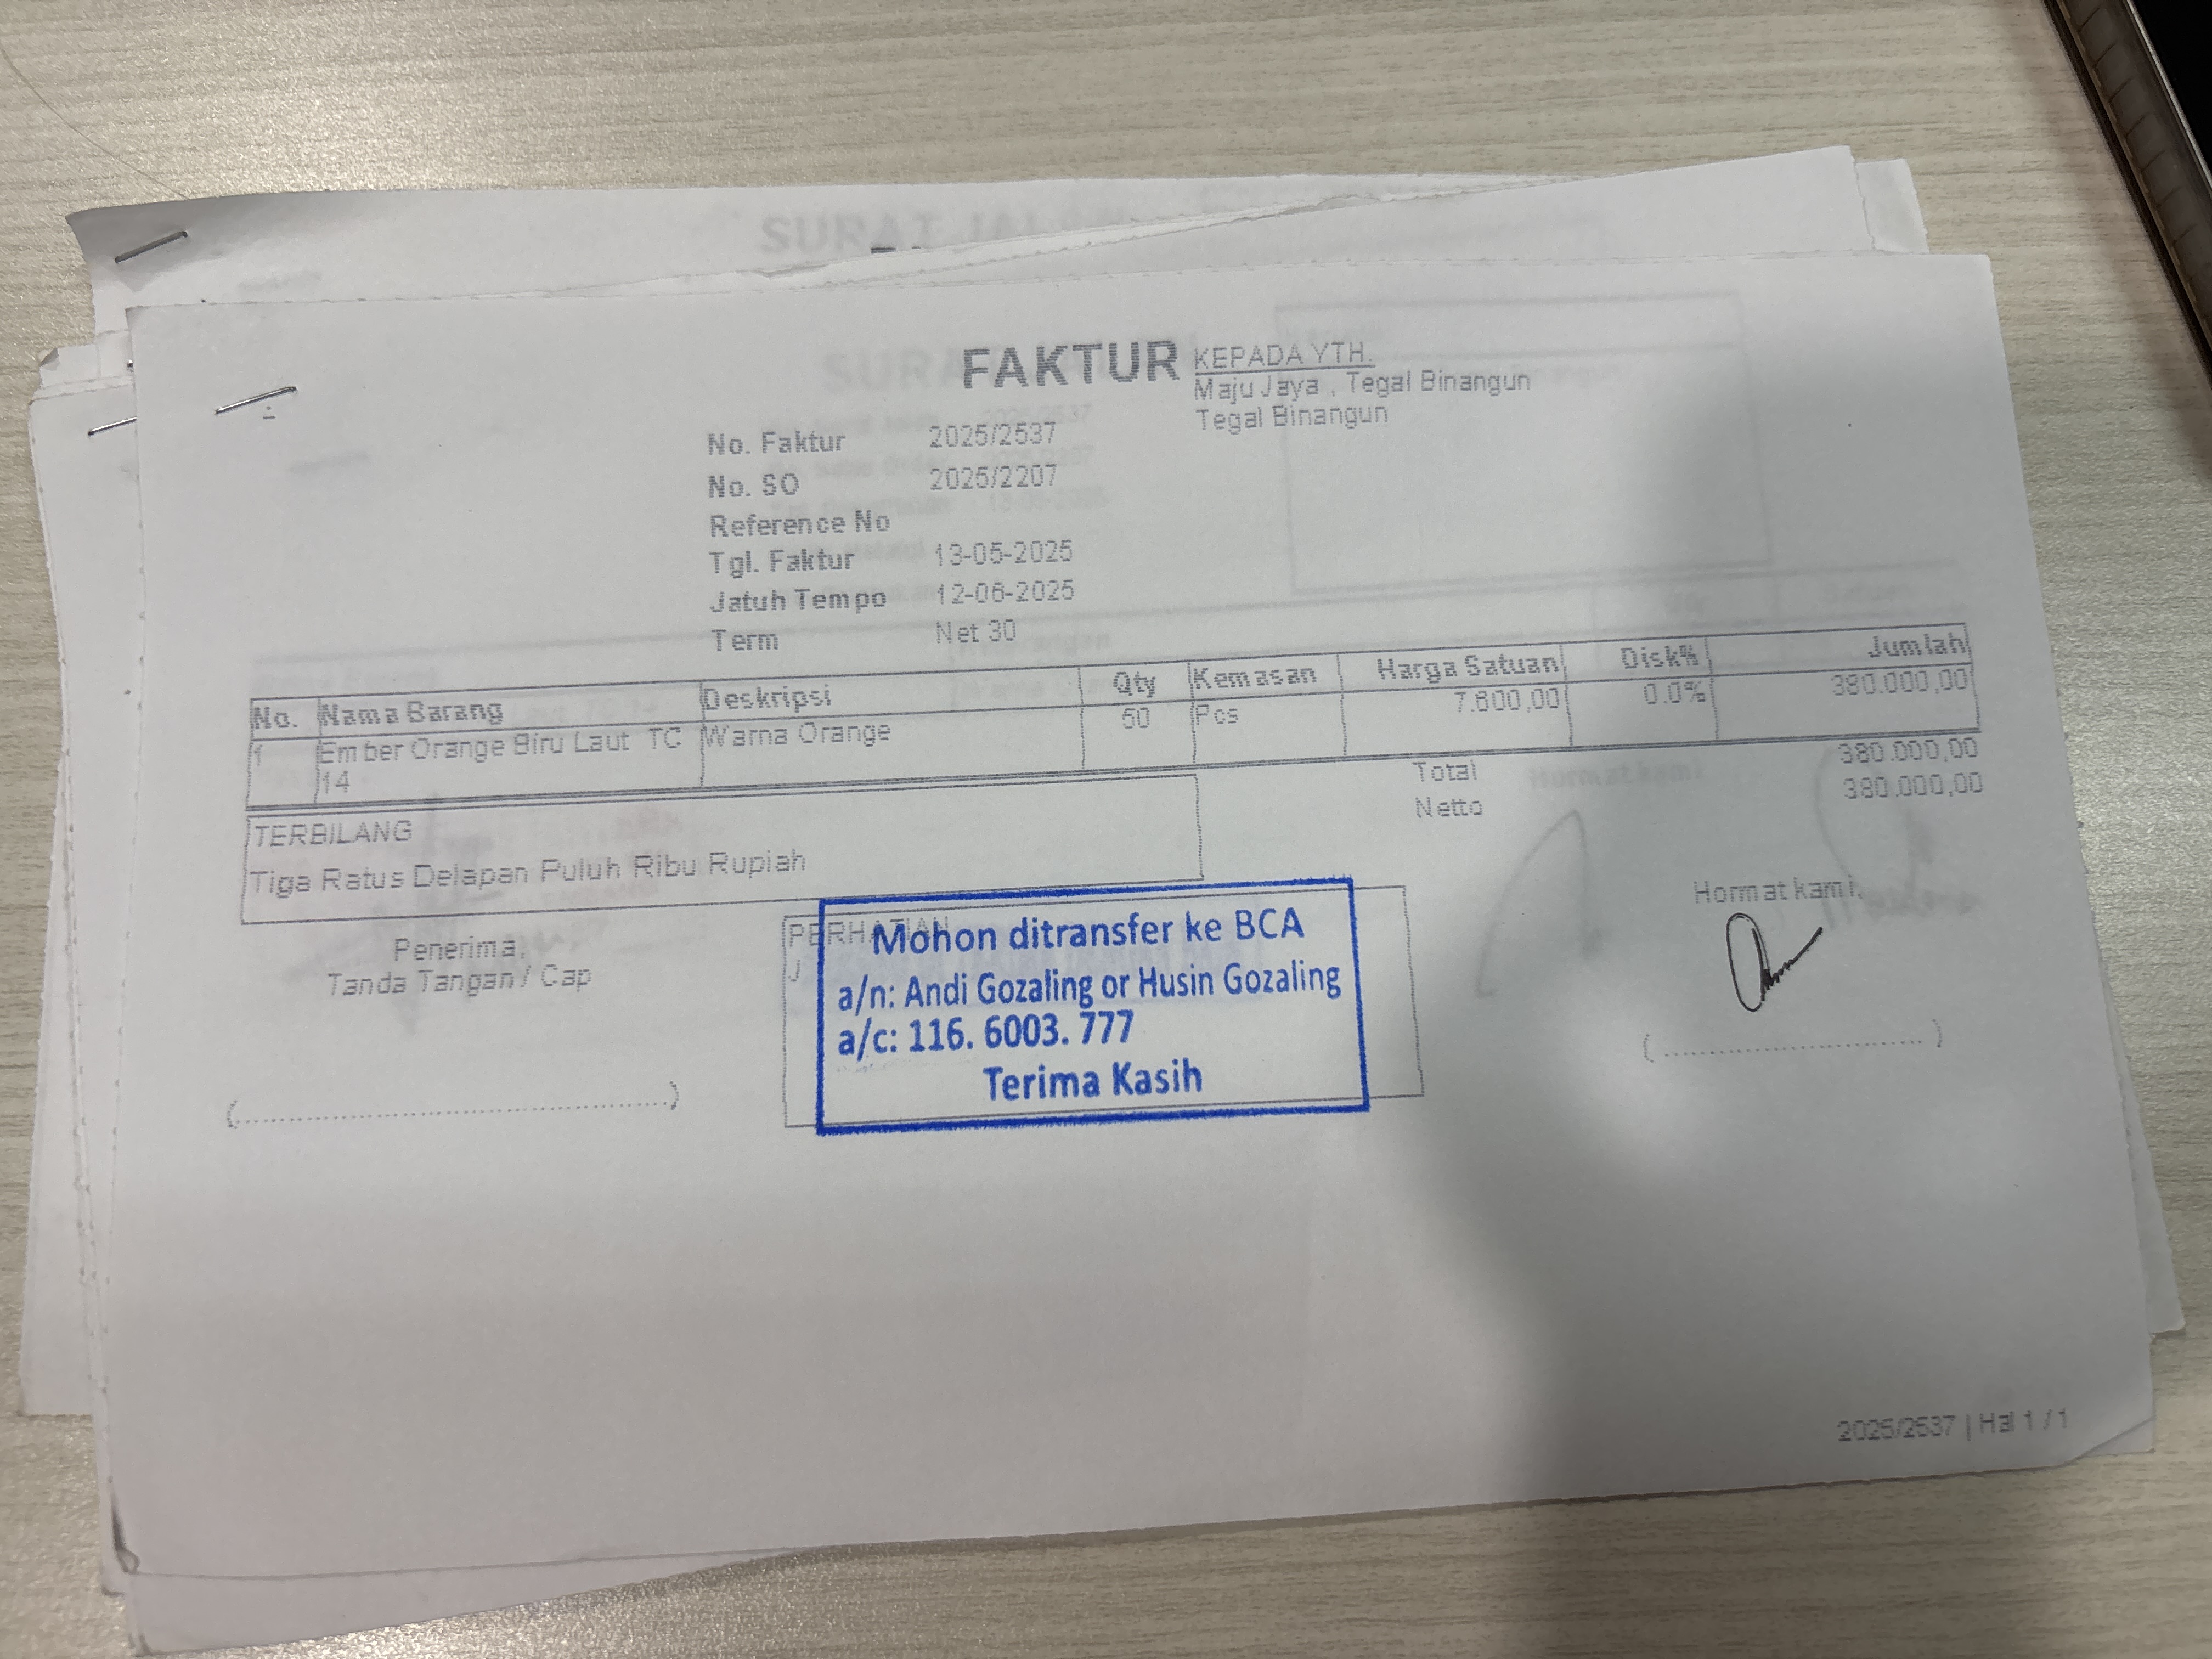 SURAT JALAN
FAKTUR
KEPADA YTH.
Maju Jaya , Tegal Binangun
Tegal Binangun
No. Faktur 2025/2537
No. SO 2025/2207
Reference No
Tgl. Faktur 13-05-2025
Jatuh Tempo 12-06-2025
Term Net 30
No. Nama Barang Deskripsi Qty Kemasan Harga Satuan Disk% Jumlah
1 Ember Orange Biru Laut TC Warna Orange 50 Pcs 7.600,00 0.0% 380.000,00
14
Total 380.000,00
Netto 380.000,00
TERBILANG
Tiga Ratus Delapan Puluh Ribu Rupiah
Penerima,
Tanda Tangan / Cap
(......................................................)
PERHATIAN
Mohon ditransfer ke BCA
a/n: Andi Gozaling or Husin Gozaling
a/c: 116. 6003. 777
Terima Kasih
Hormat kami,
( ................................ )
2025/2537 | Hal 1 / 1